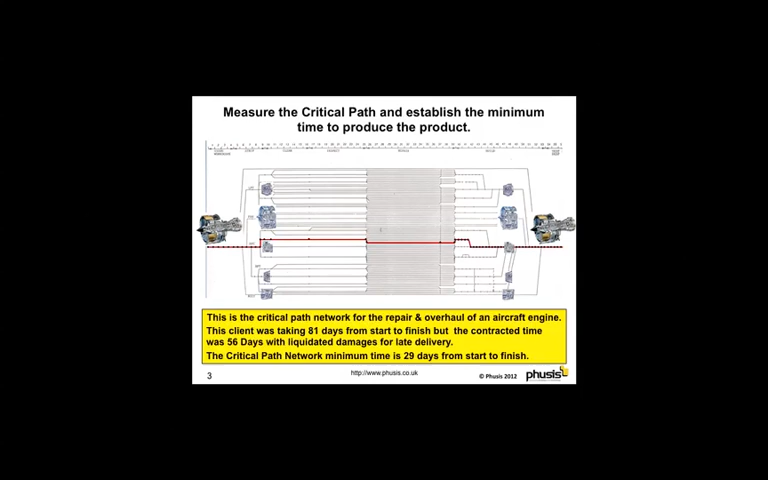 Measure the Critical Path and establish the minimum
time to produce the product.
This is the critical path network for the repair & overhaul of an aircraft engine.
This client was taking 81 days from start to finish but the contracted time
was 56 Days with liquidated damages for late delivery.
The Critical Path Network minimum time is 29 days from start to finish.
3
http://www.phusis.co.uk
© Phusis 2012
phusis